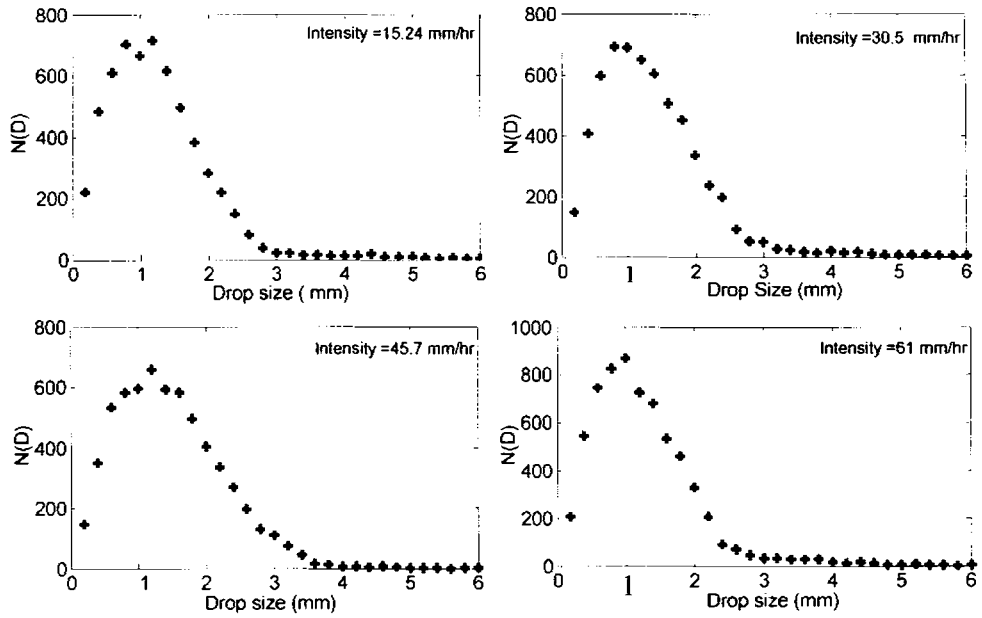 800
600
400
200
0
N(D)
Intensity =15.24 mm/hr
0 1 2 3 4 5 6
Drop size ( mm)
800
600
400
200
0
N(D)
Intensity =30.5 mm/hr
0 1 2 3 4 5 6
Drop Size (mm)
800
600
400
200
0
N(D)
Intensity =45.7 mm/hr
0 1 2 3 4 5 6
Drop size (mm)
1000
800
600
400
200
0
N(D)
Intensity =61 mm/hr
0 1 2 3 4 5 6
Drop size (mm)